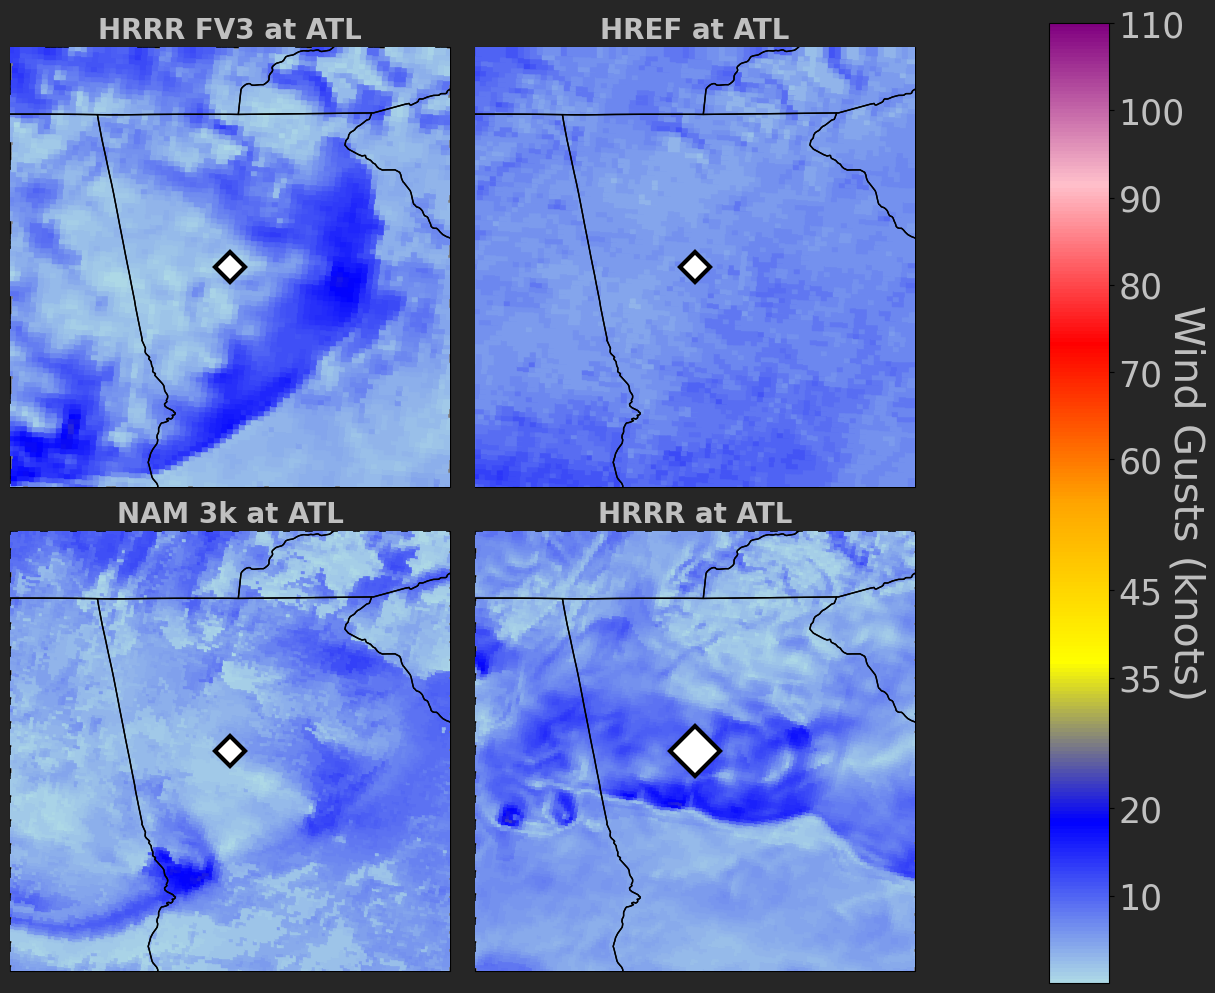 HRRR FV3 at ATL
HREF at ATL
NAM 3k at ATL
HRRR at ATL
110
100
90
80
70
60
45
35
20
10
Wind Gusts (knots)